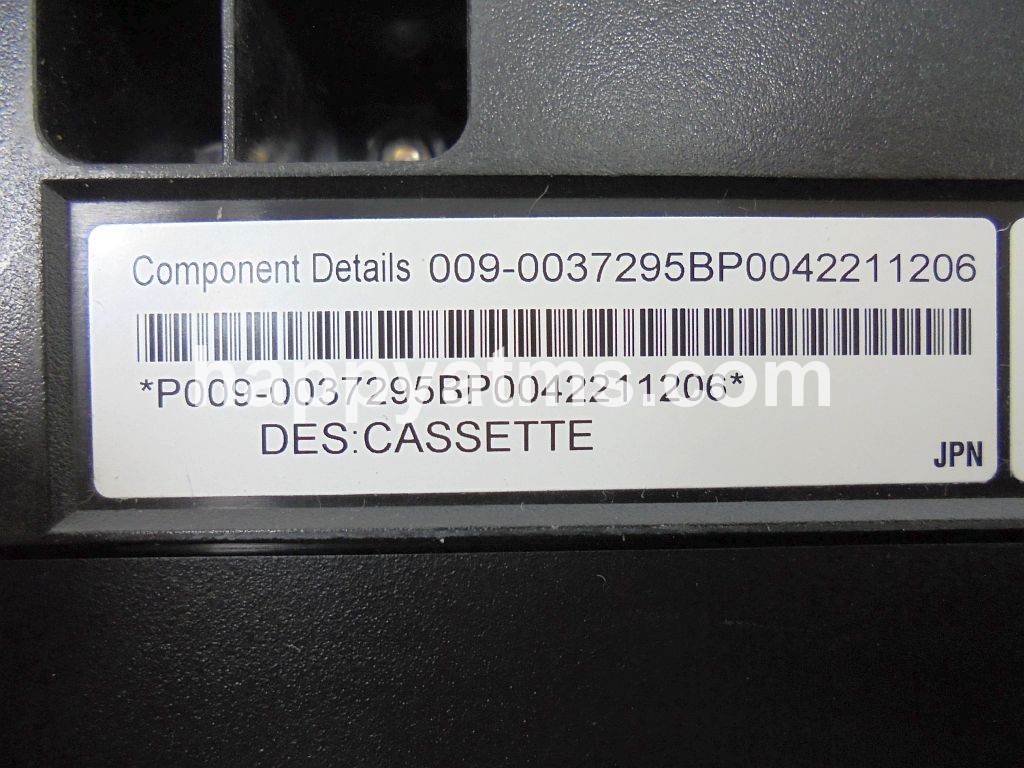 Component Details 009-0037295BP0042211206
*P009-0037295BP0042211206*
happyatms.com
DES:CASSETTE
JPN